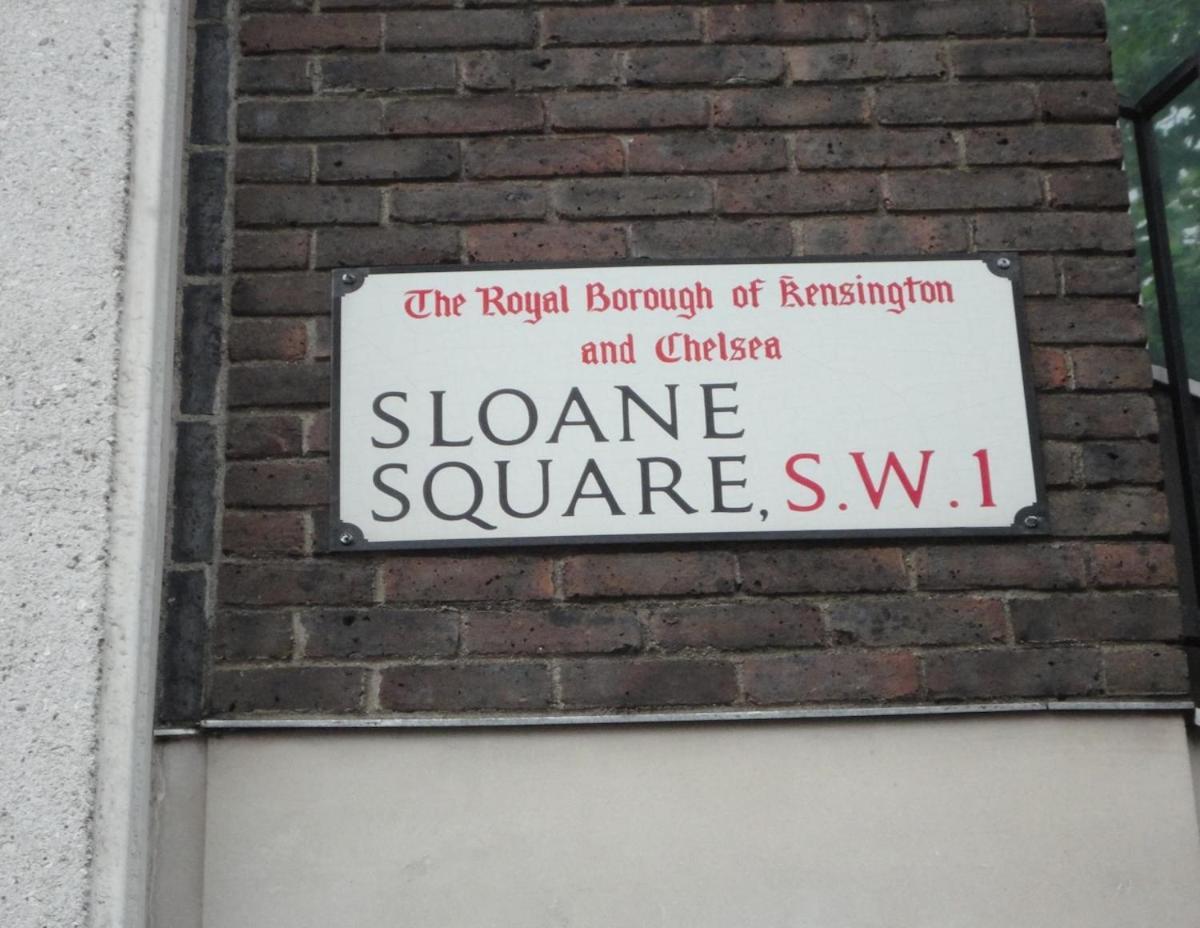 The Royal Borough of Kensington
and Chelsea
SLOANE
SQUARE, S.W.1